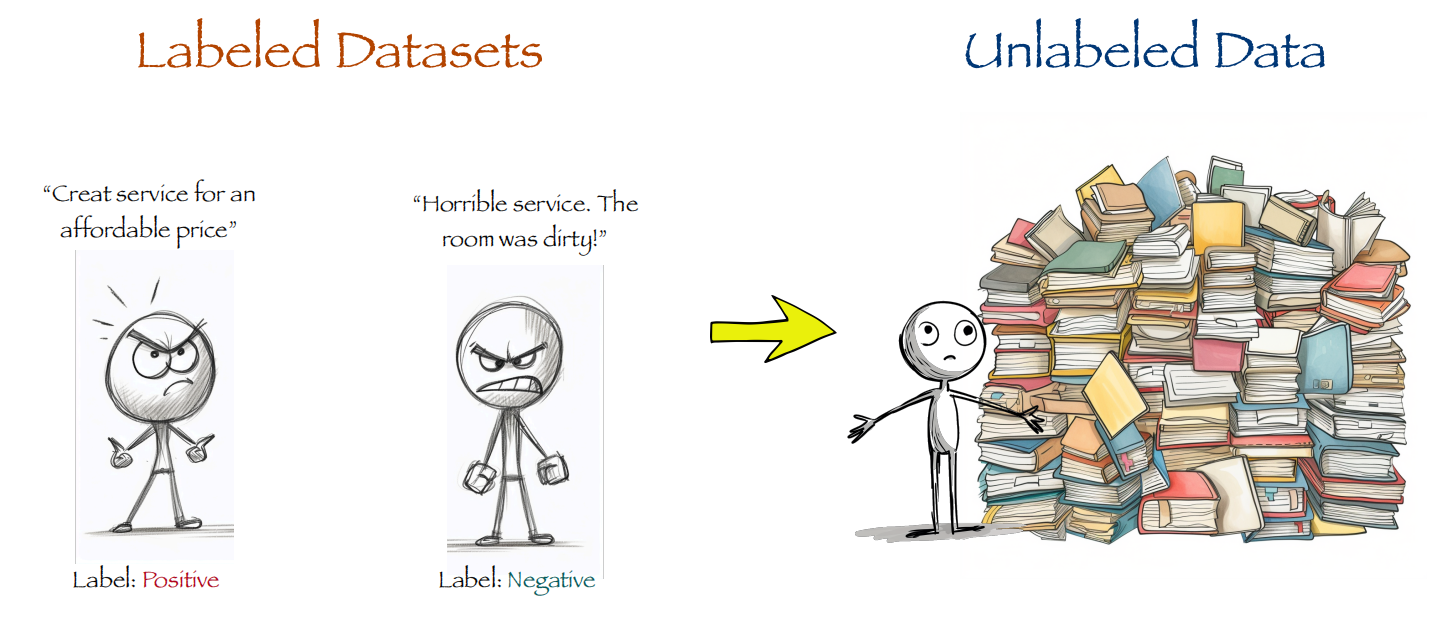 Labeled Datasets
Unlabeled Data
“Creat service for an
affordable price”
“Horrible service. The
room was dirty!”
Label: Positive
Label: Negative